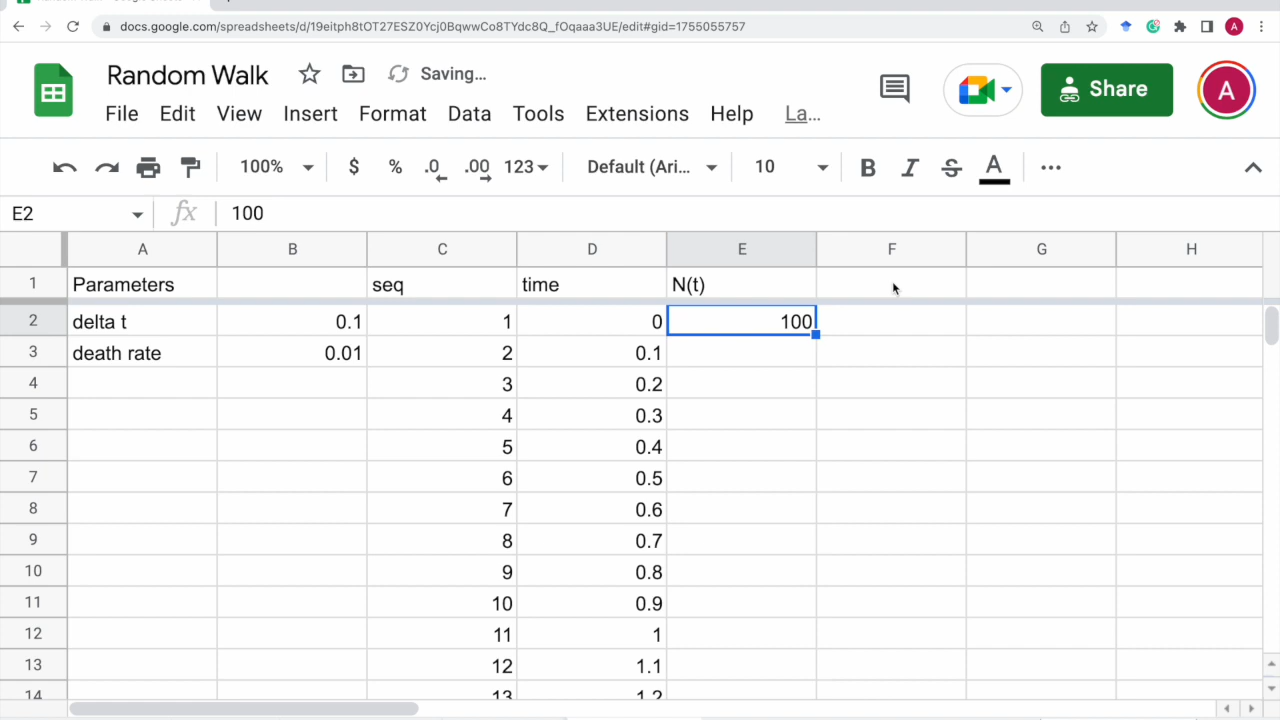 docs.google.com/spreadsheets/d/19eitph8tOT27ESZ0Ycj0BqwwCo8TYdc8Q_fOqaaa3UE/edit#gid=1755055757 A
Random Walk Saving...
File Edit View Insert Format Data Tools Extensions Help La... Share A
100% $ % .0 .00 123 Default (Ari... 10 B I S A ...
E2 fx 100
A B C D E F G H
1 Parameters seq time N(t)
2 delta t 0.1 1 0 100
3 death rate 0.01 2 0.1
4 3 0.2
5 4 0.3
6 5 0.4
7 6 0.5
8 7 0.6
9 8 0.7
10 9 0.8
11 10 0.9
12 11 1
13 12 1.1
14 13 1.2